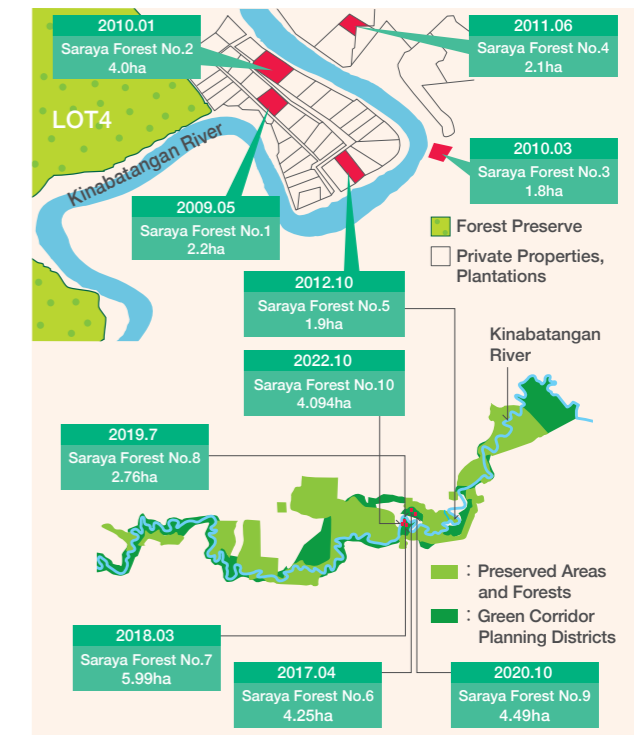 2010.01
Saraya Forest No.2
4.0ha
2011.06
Saraya Forest No.4
2.1ha
LOT4
Kinabatangan River
2010.03
Saraya Forest No.3
1.8ha
2009.05
Saraya Forest No.1
2.2ha
Forest Preserve
Private Properties,
Plantations
2012.10
Saraya Forest No.5
1.9ha
Kinabatangan
River
2022.10
Saraya Forest No.10
4.094ha
2019.7
Saraya Forest No.8
2.76ha
: Preserved Areas
and Forests
: Green Corridor
Planning Districts
2018.03
Saraya Forest No.7
5.99ha
2017.04
Saraya Forest No.6
4.25ha
2020.10
Saraya Forest No.9
4.49ha